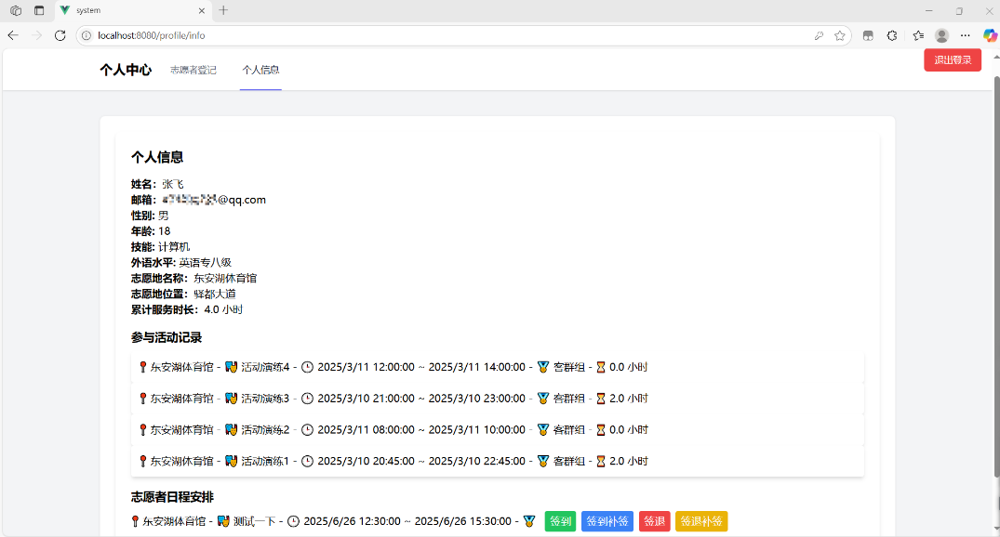 system
localhost:8080/profile/info
个人中心 志愿者登记 个人信息 退出登录
个人信息
姓名：张飞
邮箱：@qq.com
性别: 男
年龄: 18
技能: 计算机
外语水平: 英语专八级
志愿地名称：东安湖体育馆
志愿地位置：驿都大道
累计服务时长：4.0 小时
参与活动记录
东安湖体育馆 - 活动演练4 - 2025/3/11 12:00:00 ~ 2025/3/11 14:00:00 - 客群组 - 0.0 小时
东安湖体育馆 - 活动演练3 - 2025/3/10 21:00:00 ~ 2025/3/10 23:00:00 - 客群组 - 2.0 小时
东安湖体育馆 - 活动演练2 - 2025/3/11 08:00:00 ~ 2025/3/11 10:00:00 - 客群组 - 0.0 小时
东安湖体育馆 - 活动演练1 - 2025/3/10 20:45:00 ~ 2025/3/10 22:45:00 - 客群组 - 2.0 小时
志愿者日程安排
东安湖体育馆 - 测试一下 - 2025/6/26 12:30:00 ~ 2025/6/26 15:30:00 - 签到 签到补签 签退 签退补签